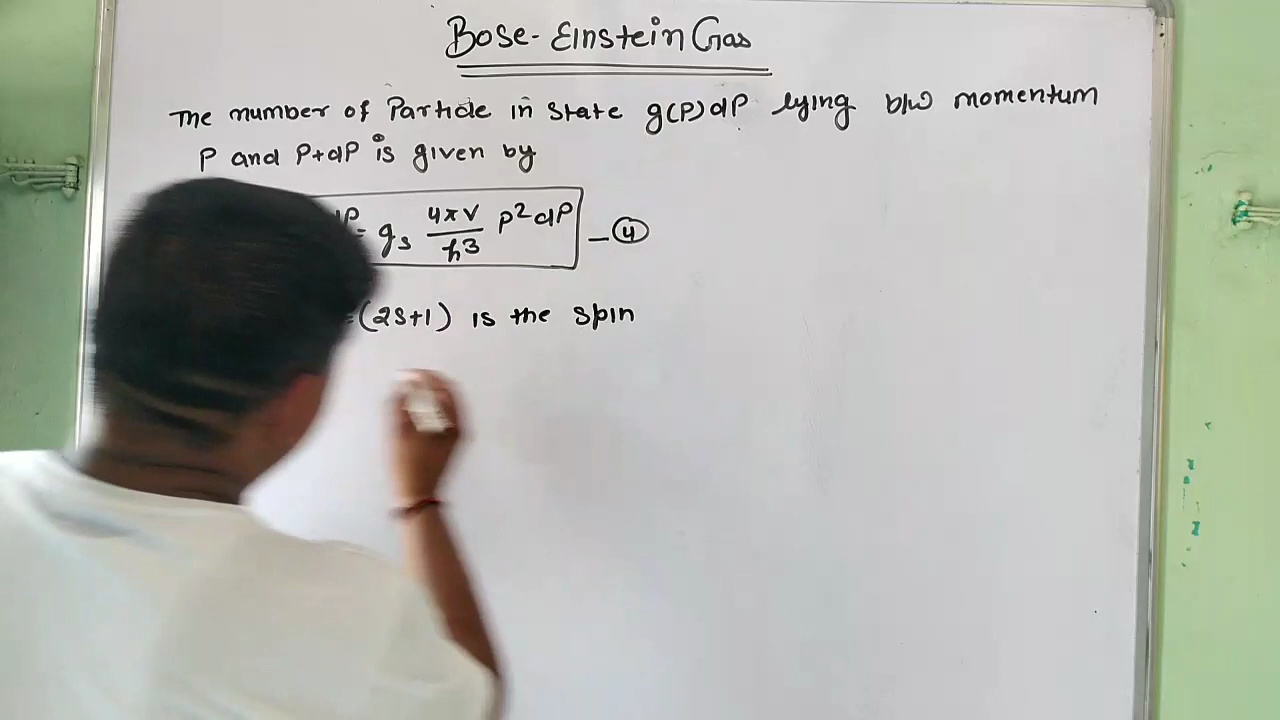 Bose-Einstein Gas
The number of Particle in state g(P)dP lying b/w momentum
P and P+dP is given by
dP = gs 4πV/h3 P2dP - 4
=(2s+1) is the spin